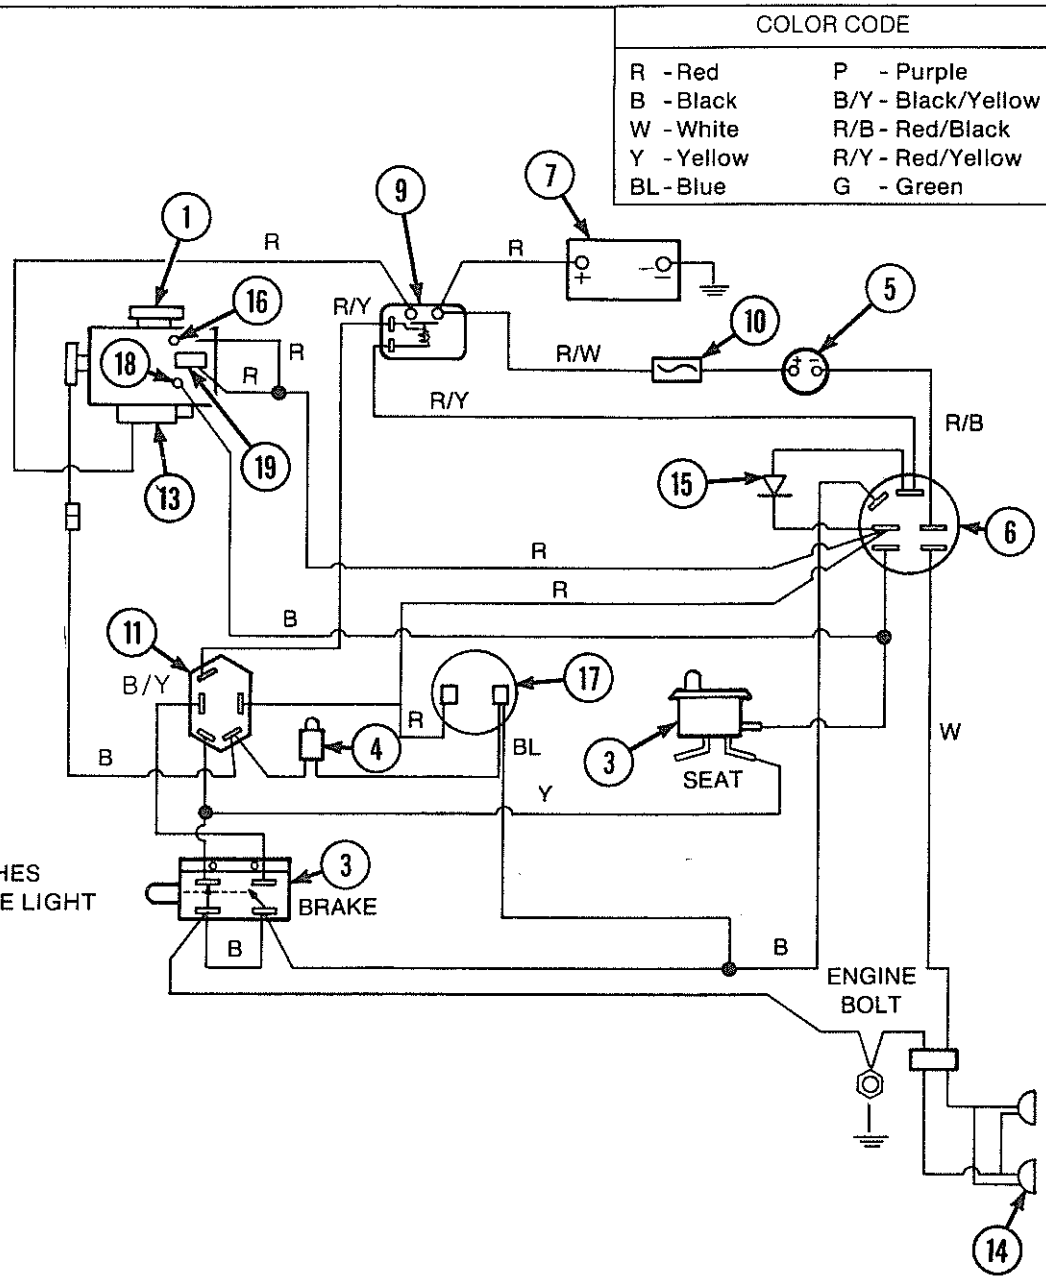 COLOR CODE
R - Red
P - Purple
B - Black
B/Y - Black/Yellow
W - White
R/B - Red/Black
Y - Yellow
R/Y - Red/Yellow
BL - Blue
G - Green
7
9
1
R
R
5
16
R/Y
10
R
R/W
18
R
R/Y
R/B
19
15
13
6
R
R
B
11
17
B/Y
R
4
BL
3
W
B
SEAT
Y
HES
3
E LIGHT
BRAKE
B
B
ENGINE
BOLT
14